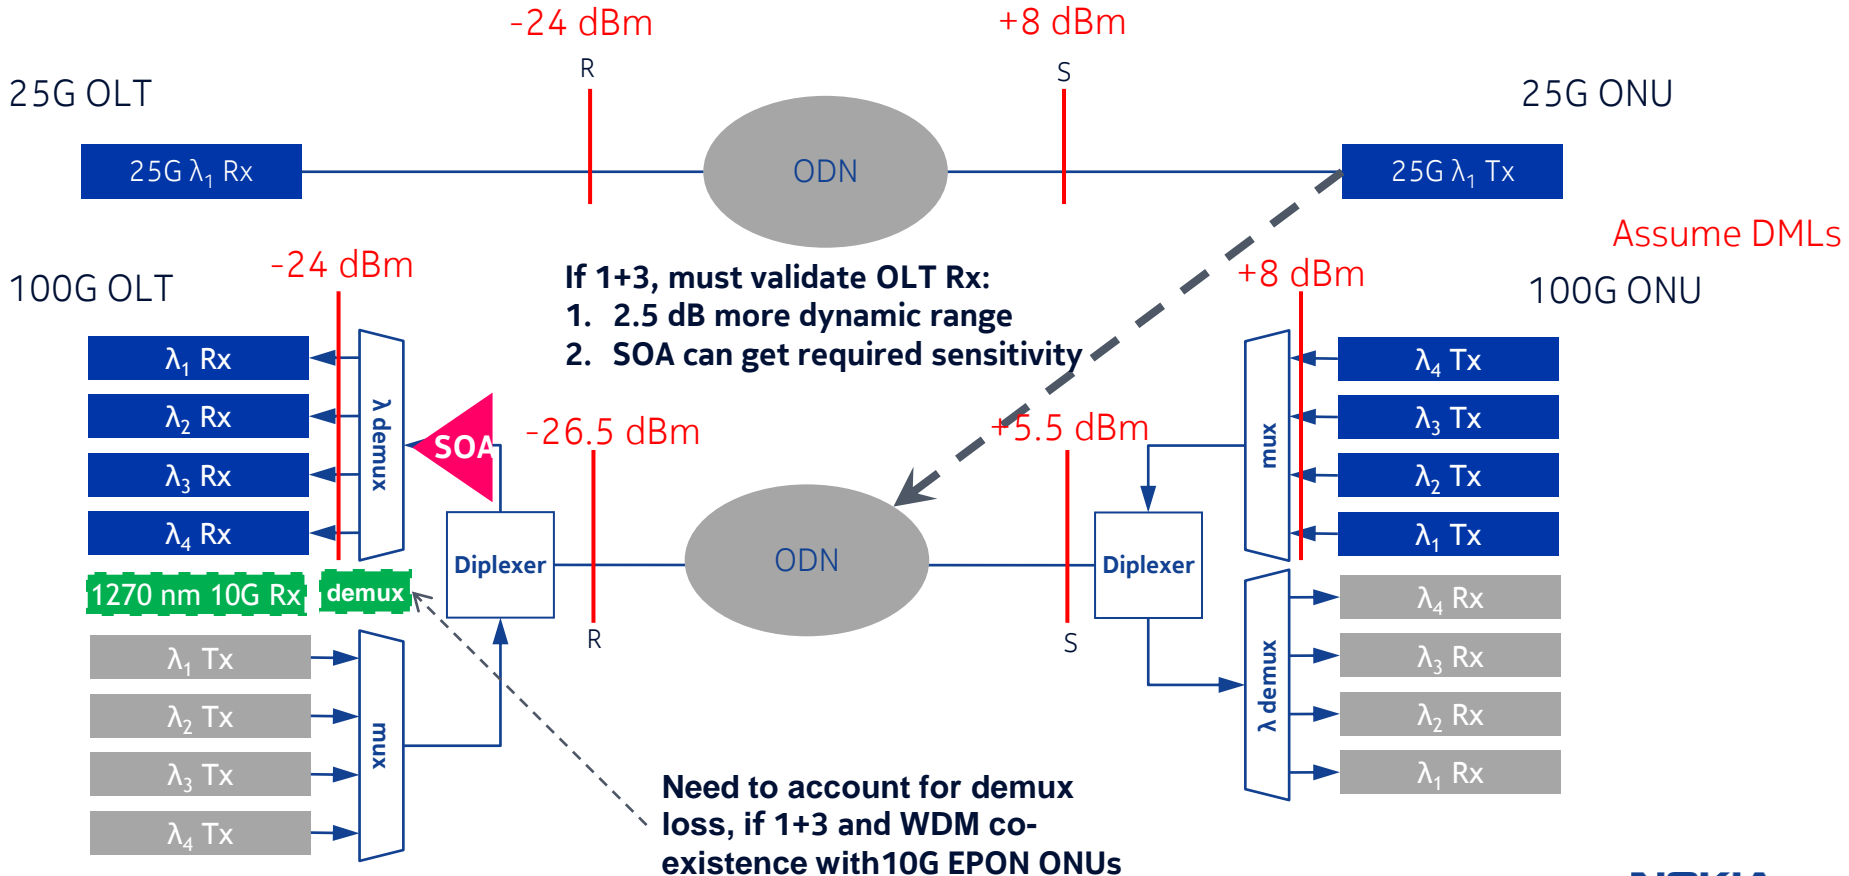 -24 dBm
+8 dBm
R
S
25G OLT
25G ONU
25G λ₁ Rx
ODN
25G λ₁ Tx
Assume DMLs
-24 dBm
+8 dBm
100G OLT
100G ONU
If 1+3, must validate OLT Rx:
1. 2.5 dB more dynamic range
2. SOA can get required sensitivity
λ₁ Rx
λ₂ Rx
λ₃ Rx
λ₄ Rx
λ demux
SOA
-26.5 dBm
+5.5 dBm
mux
λ₄ Tx
λ₃ Tx
λ₂ Tx
λ₁ Tx
1270 nm 10G Rx
demux
Diplexer
ODN
Diplexer
R
S
λ₁ Tx
λ₂ Tx
λ₃ Tx
λ₄ Tx
mux
λ demux
λ₄ Rx
λ₃ Rx
λ₂ Rx
λ₁ Rx
Need to account for demux
loss, if 1+3 and WDM co-
existence with10G EPON ONUs
NOKIA